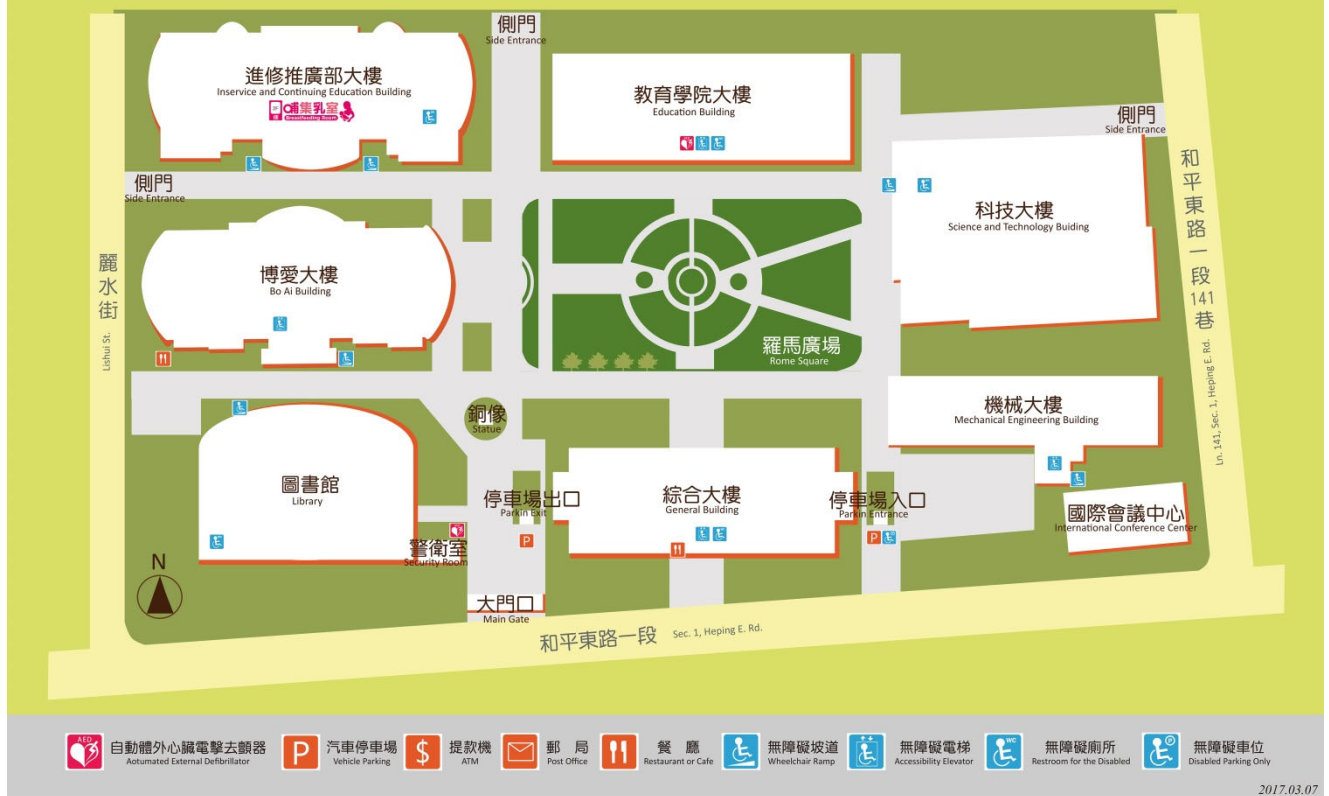 側門
Side Entrance
進修推廣部大樓
Inservice and Continuing Education Building
哺集乳室
Breastfeeding Room
教育學院大樓
Education Building
AED
側門
Side Entrance
側門
Side Entrance
科技大樓
Science and Technology Buiding
博愛大樓
Bo Ai Building
麗水街
Lishui St.
和平東路一段141巷
Ln. 141, Sec. 1, Heping E. Rd.
羅馬廣場
Rome Square
銅像
Statue
機械大樓
Mechanical Engineering Building
圖書館
Library
停車場出口
Parkin Exit
綜合大樓
General Building
停車場入口
Parkin Entrance
國際會議中心
International Conference Center
警衛室
Security Room
P
P
N
大門口
Main Gate
和平東路一段 Sec. 1, Heping E. Rd.
AED 自動體外心臟電擊去顫器
Aotumated External Defibrillator
P 汽車停車場
Vehicle Parking
$ 提款機
ATM
郵局
Post Office
餐廳
Restaurant or Cafe
無障礙坡道
Wheelchair Ramp
無障礙電梯
Accessibility Elevator
WC 無障礙廁所
Restroom for the Disabled
P 無障礙車位
Disabled Parking Only
2017.03.07